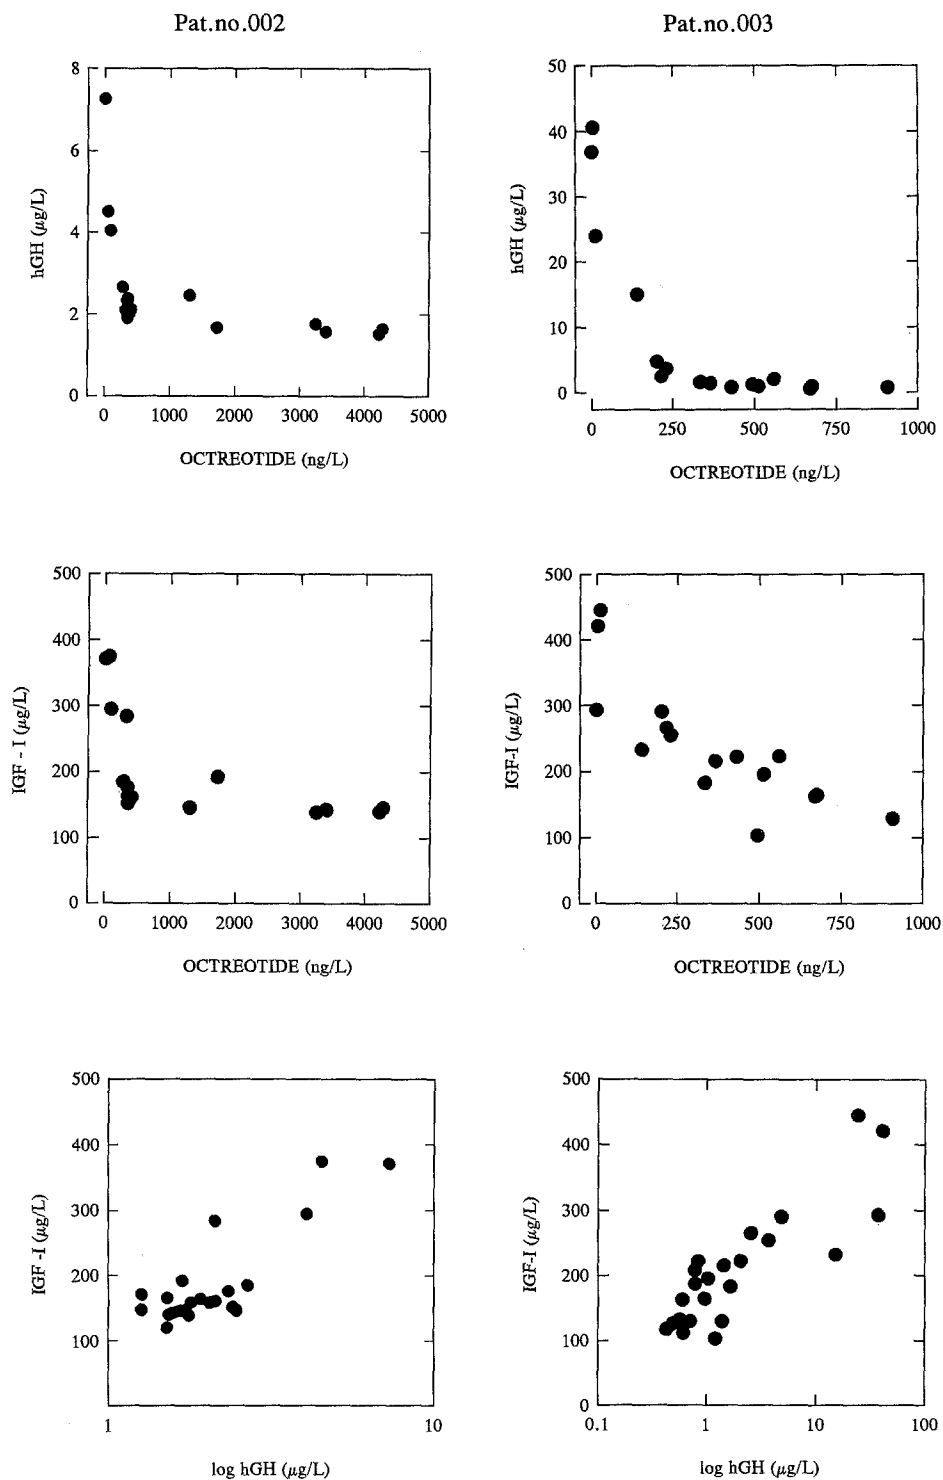 Pat.no.002
Pat.no.003
8
6
4
2
0
hGH (µg/L)
0 1000 2000 3000 4000 5000
OCTREOTIDE (ng/L)
50
40
30
20
10
0
hGH (µg/L)
0 250 500 750 1000
OCTREOTIDE (ng/L)
500
400
300
200
100
0
IGF - I (µg/L)
0 1000 2000 3000 4000 5000
OCTREOTIDE (ng/L)
500
400
300
200
100
0
IGF-I (µg/L)
0 250 500 750 1000
OCTREOTIDE (ng/L)
500
400
300
200
100
IGF -I (µg/L)
1 10
log hGH (µg/L)
500
400
300
200
100
0
IGF-I (µg/L)
0.1 1 10 100
log hGH (µg/L)